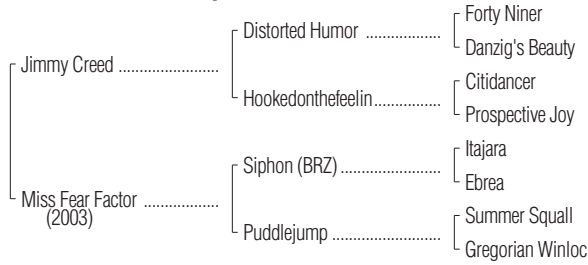 Forty Niner
Distorted Humor ..................
Danzig's Beauty
Jimmy Creed ........................
Citidancer
Hookedonthefeelin................
Prospective Joy
Itajara
Siphon (BRZ) ........................
Ebrea
Miss Fear Factor ..................
(2003)
Summer Squall
Puddlejump ..........................
Gregorian Winloc